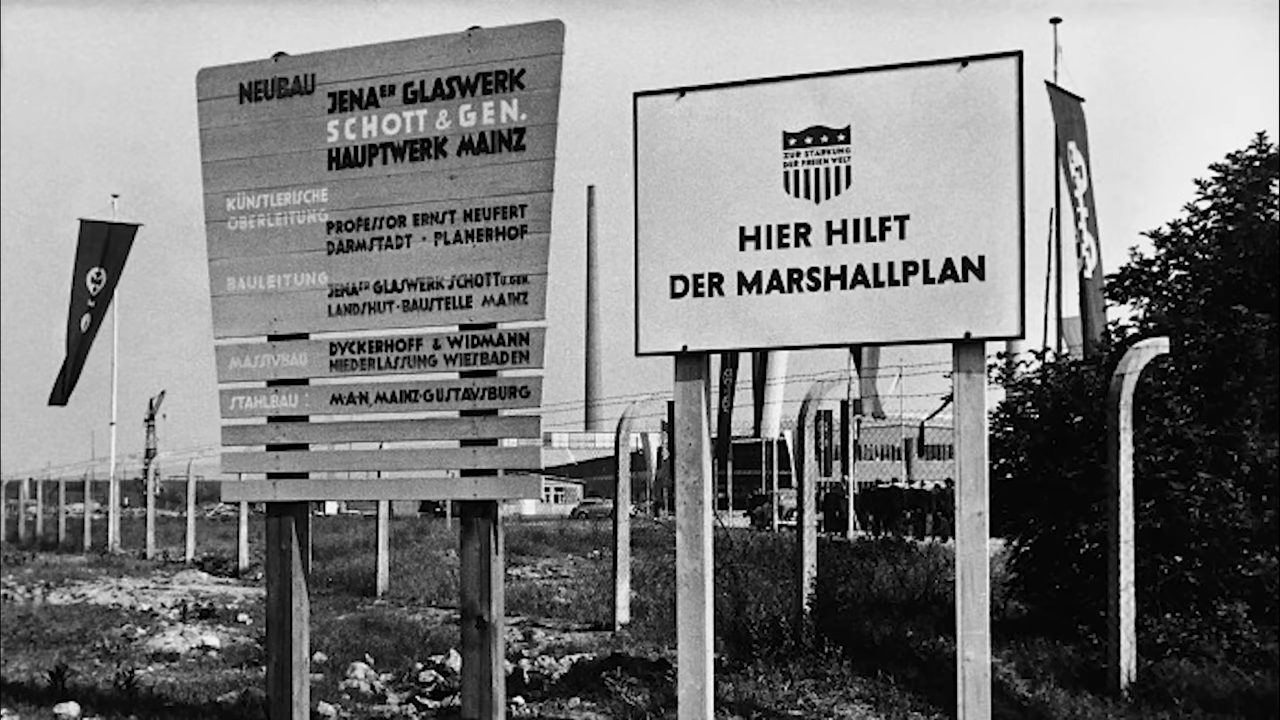 NEUBAU
JENAER GLASWERK
SCHOTT & GEN.
HAUPTWERK MAINZ
KÜNSTLERISCHE
OBERLEITUNG
PROFESSOR ERNST NEUFERT
DARMSTADT · PLANERHOF
BAULEITUNG
JENAER GLASWERK SCHOTT U. GEN.
LANDSHUT · BAUSTELLE MAINZ
MASSIVBAU
DYCKERHOFF & WIDMANN
NIEDERLASSUNG WIESBADEN
STAHLBAU :
M·A·N, MAINZ-GUSTAVSBURG
ZUR STÄRKUNG
DER FREIEN WELT
HIER HILFT
DER MARSHALLPLAN